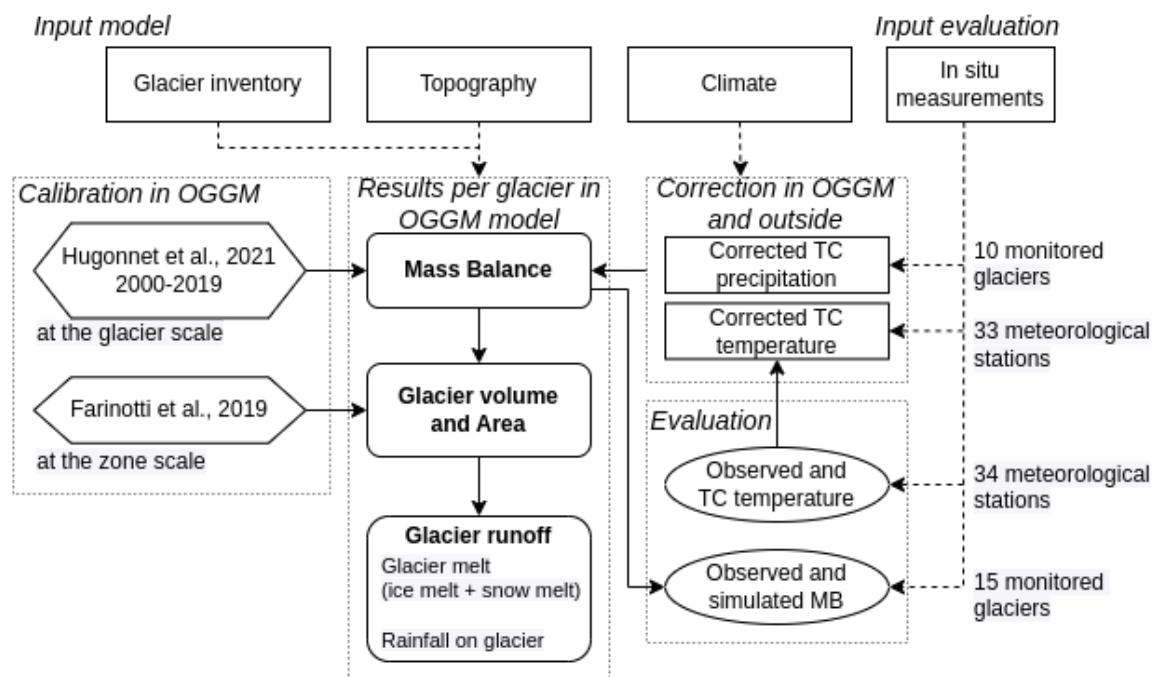 Input model
Input evaluation
Glacier inventory
Topography
Climate
In situ
measurements
Calibration in OGGM
Hugonnet et al., 2021
2000-2019
at the glacier scale
Farinotti et al., 2019
at the zone scale
Results per glacier in
OGGM model
Mass Balance
Glacier volume
and Area
Glacier runoff
Glacier melt
(ice melt + snow melt)
Rainfall on glacier
Correction in OGGM
and outside
Corrected TC
precipitation
Corrected TC
temperature
Evaluation
Observed and
TC temperature
Observed and
simulated MB
10 monitored
glaciers
33 meteorological
stations
34 meteorological
stations
15 monitored
glaciers